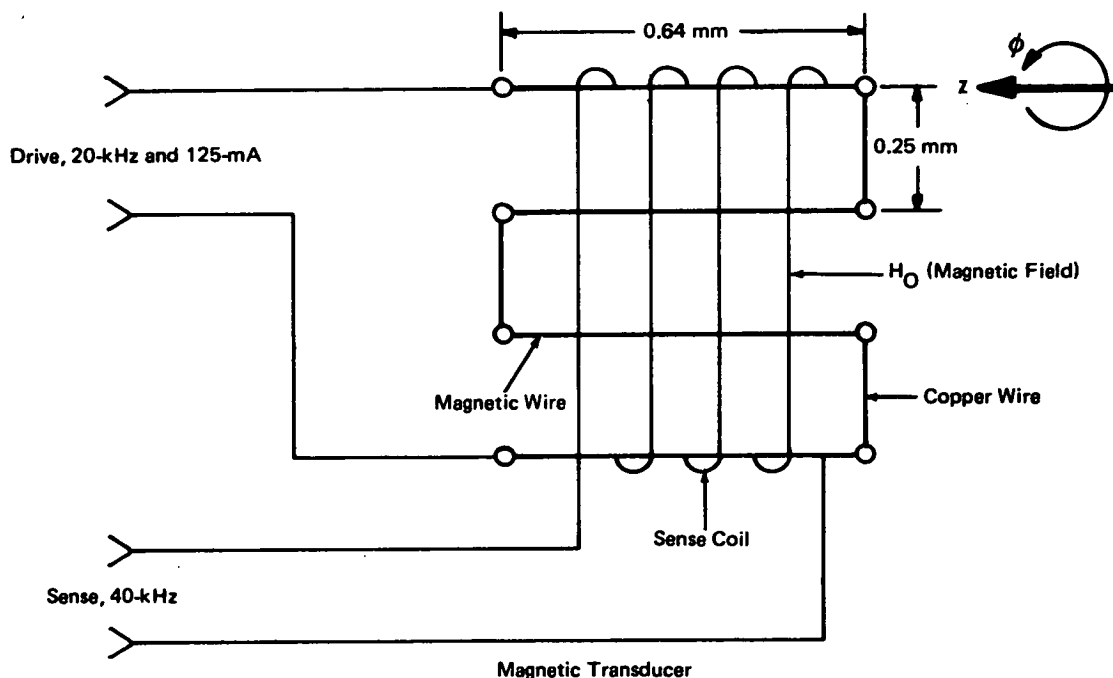 0.64 mm
ϕ
z
0.25 mm
Drive, 20-kHz and 125-mA
HO (Magnetic Field)
Magnetic Wire
Copper Wire
Sense Coil
Sense, 40-kHz
Magnetic Transducer